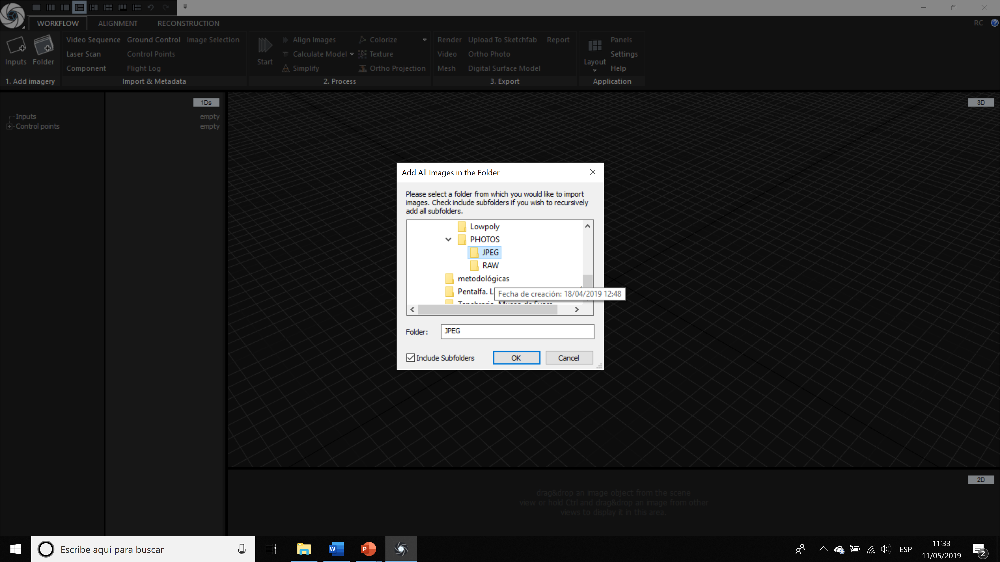 WORKFLOW ALIGNMENT RECONSTRUCTION RC ?
Video Sequence Ground Control Image Selection Align Images Colorize Render Upload To Sketchfab Report Panels
Laser Scan Control Points Calculate Model Texture Video Ortho Photo Settings
Inputs Folder Start Layout
Component Flight Log Simplify Ortho Projection Mesh Digital Surface Model Help
1. Add imagery Import & Metadata 2. Process 3. Export Application
1Ds
3D
Inputs empty
Control points empty
Add All Images in the Folder
Please select a folder from which you would like to import
images. Check include subfolders if you wish to recursively
add all subfolders.
Lowpoly
PHOTOS
JPEG
RAW
metodológicas
Pentalfa.
Fecha de creación: 18/04/2019 12:48
Folder: JPEG
Include Subfolders OK Cancel
2D
drag&drop an image object from the scene
view or hold Ctrl and drag&drop an image from other
views to display it in this area.
Escribe aquí para buscar
W
P
ESP
11:33
11/05/2019
2